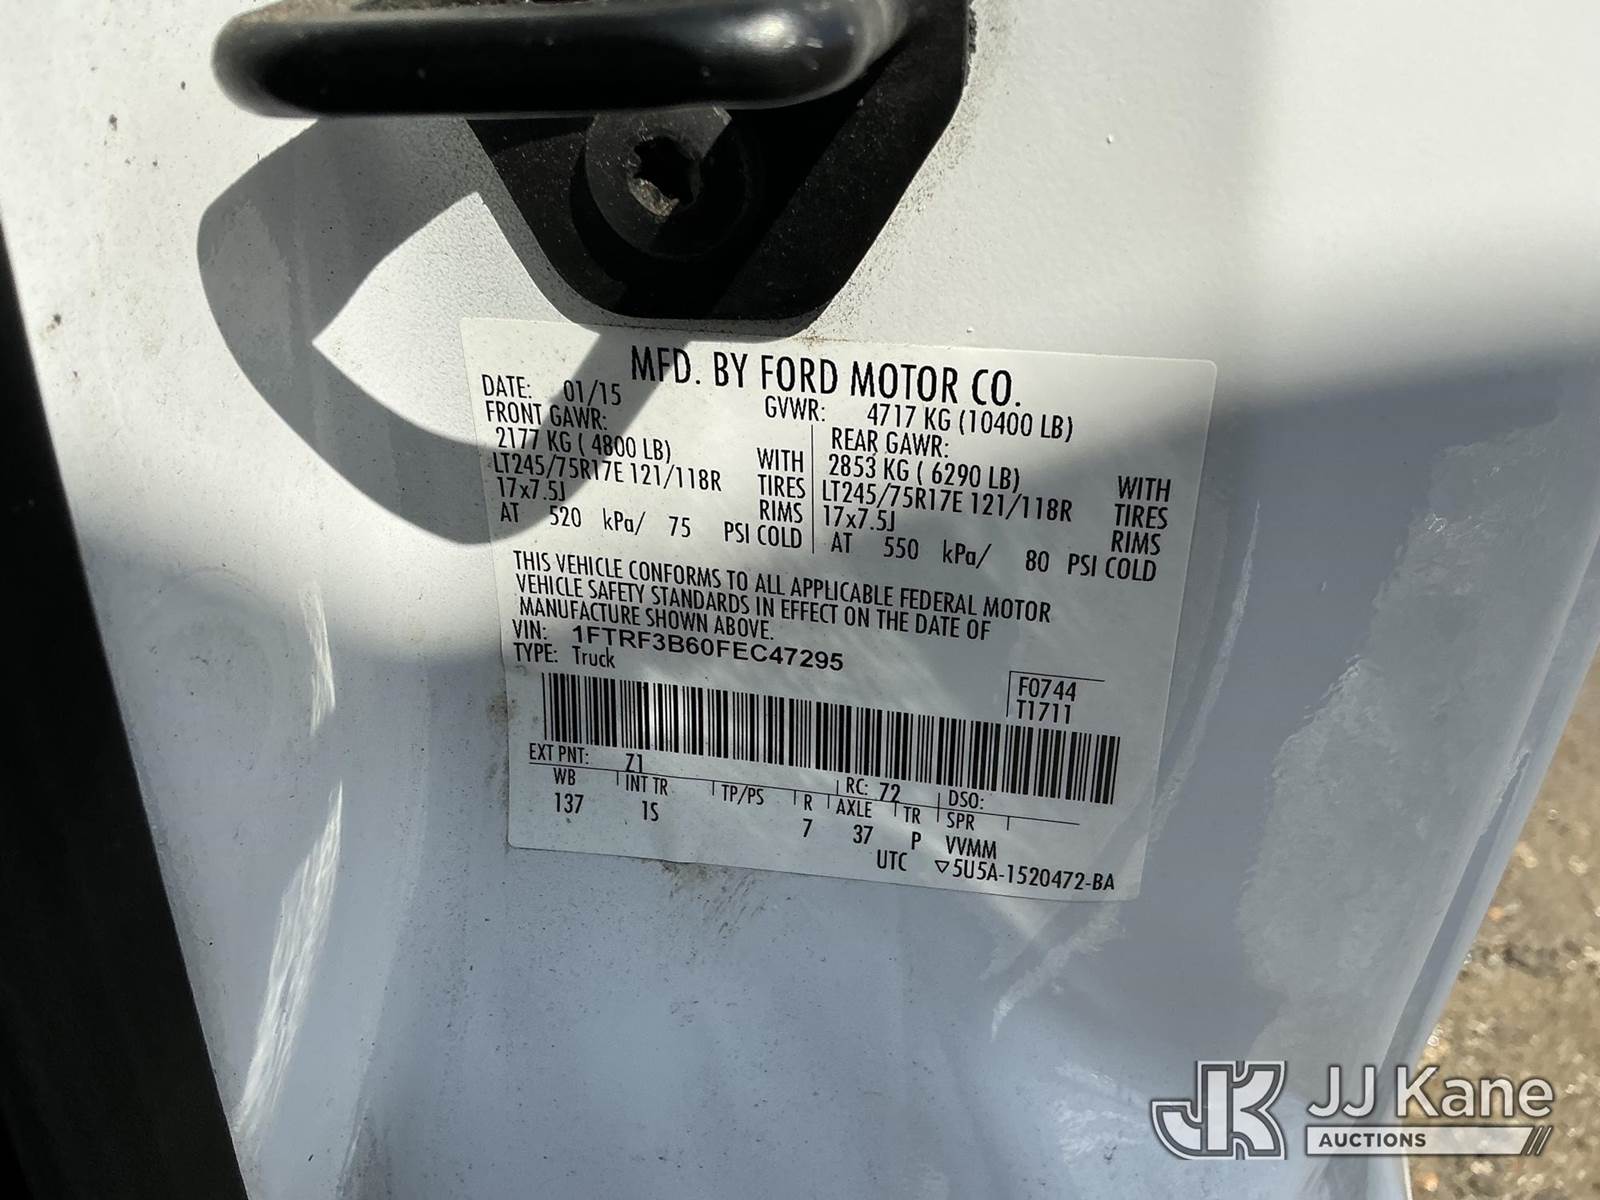 MFD. BY FORD MOTOR CO.
DATE: 01/15 GVWR: 4717 KG (10400 LB)
FRONT GAWR: REAR GAWR:
2177 KG ( 4800 LB) WITH 2853 KG ( 6290 LB) WITH
LT245/75R17E 121/118R TIRES LT245/75R17E 121/118R TIRES
17x7.5J RIMS 17x7.5J RIMS
AT 520 kPa/ 75 PSI COLD AT 550 kPa/ 80 PSI COLD
THIS VEHICLE CONFORMS TO ALL APPLICABLE FEDERAL MOTOR
VEHICLE SAFETY STANDARDS IN EFFECT ON THE DATE OF
MANUFACTURE SHOWN ABOVE.
VIN: 1FTRF3B60FEC47295
TYPE: Truck
F0744
T1711
EXT PNT: Z1 RC: 72 DSO:
WB INT TR TP/PS R AXLE TR SPR
137 1S 7 37 P VVMM
UTC ▽5U5A-1520472-BA
JK JJ Kane
AUCTIONS